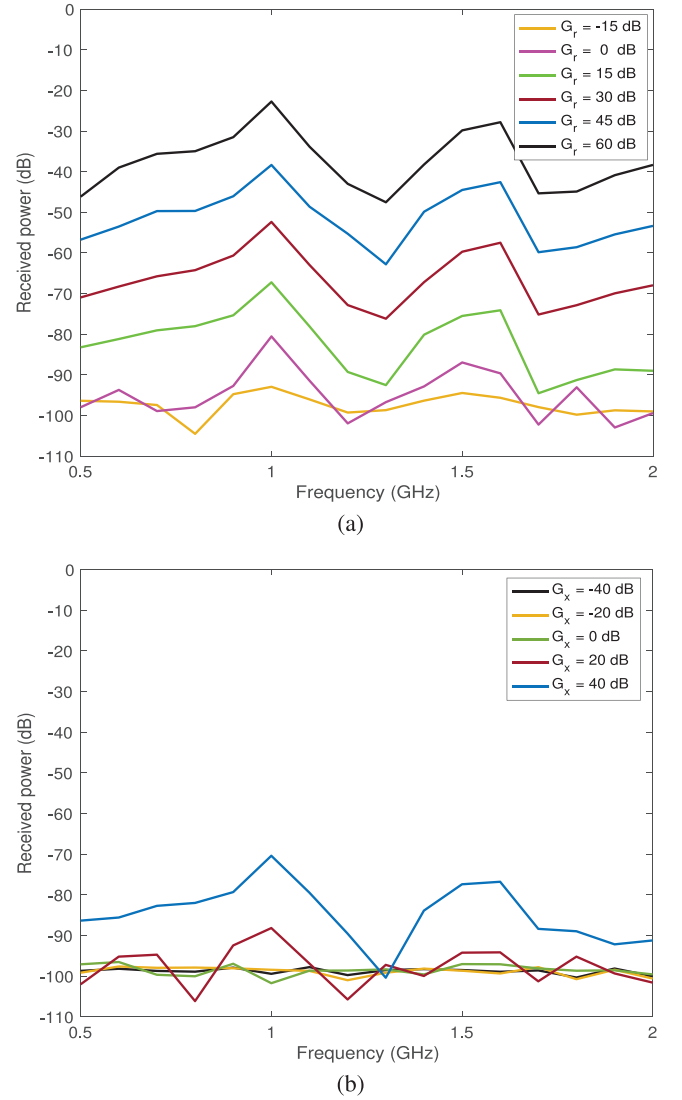 0
-10
-20
-30
-40
-50
-60
-70
-80
-90
-100
-110
Received power (dB)
G_r = -15 dB
G_r = 0 dB
G_r = 15 dB
G_r = 30 dB
G_r = 45 dB
G_r = 60 dB
0.5 1 1.5 2
Frequency (GHz)
(a)
0
-10
-20
-30
-40
-50
-60
-70
-80
-90
-100
-110
Received power (dB)
G_x = -40 dB
G_x = -20 dB
G_x = 0 dB
G_x = 20 dB
G_x = 40 dB
0.5 1 1.5 2
Frequency (GHz)
(b)